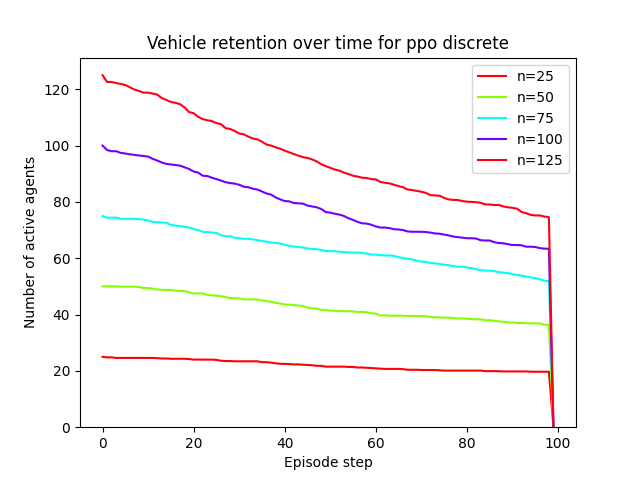 Vehicle retention over time for ppo discrete
n=25
n=50
n=75
n=100
n=125
Number of active agents
120
100
80
60
40
20
0
0 20 40 60 80 100
Episode step